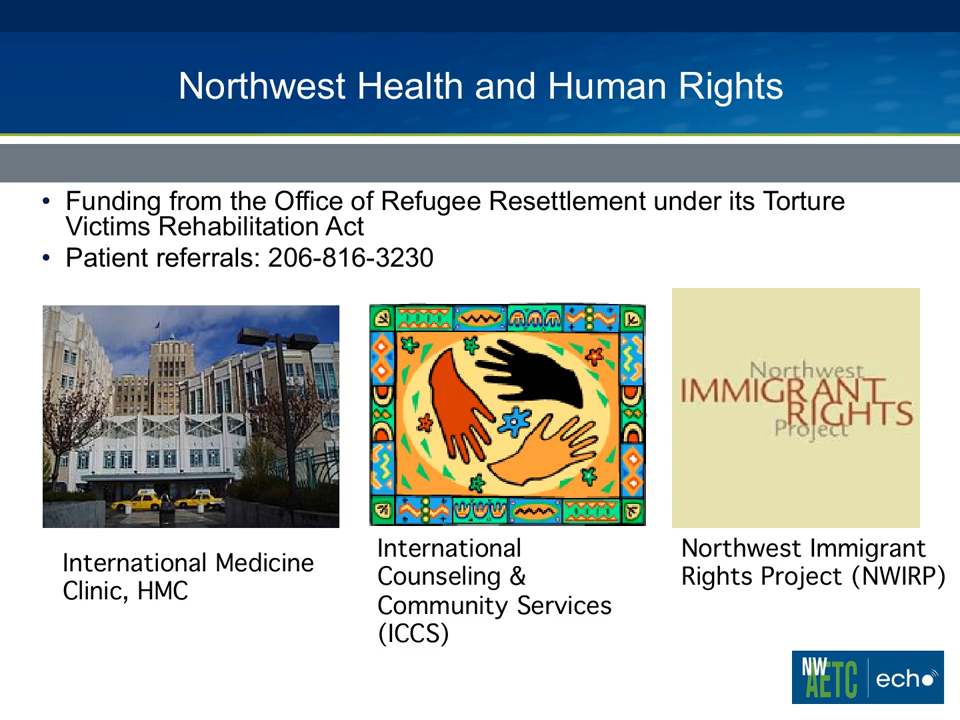 Northwest Health and Human Rights
• Funding from the Office of Refugee Resettlement under its Torture
Victims Rehabilitation Act
• Patient referrals: 206-816-3230
Northwest
IMMIGRANT
RIGHTS
Project
International Medicine
Clinic, HMC
International
Counseling &
Community Services
(ICCS)
Northwest Immigrant
Rights Project (NWIRP)
NW
AETC
echo